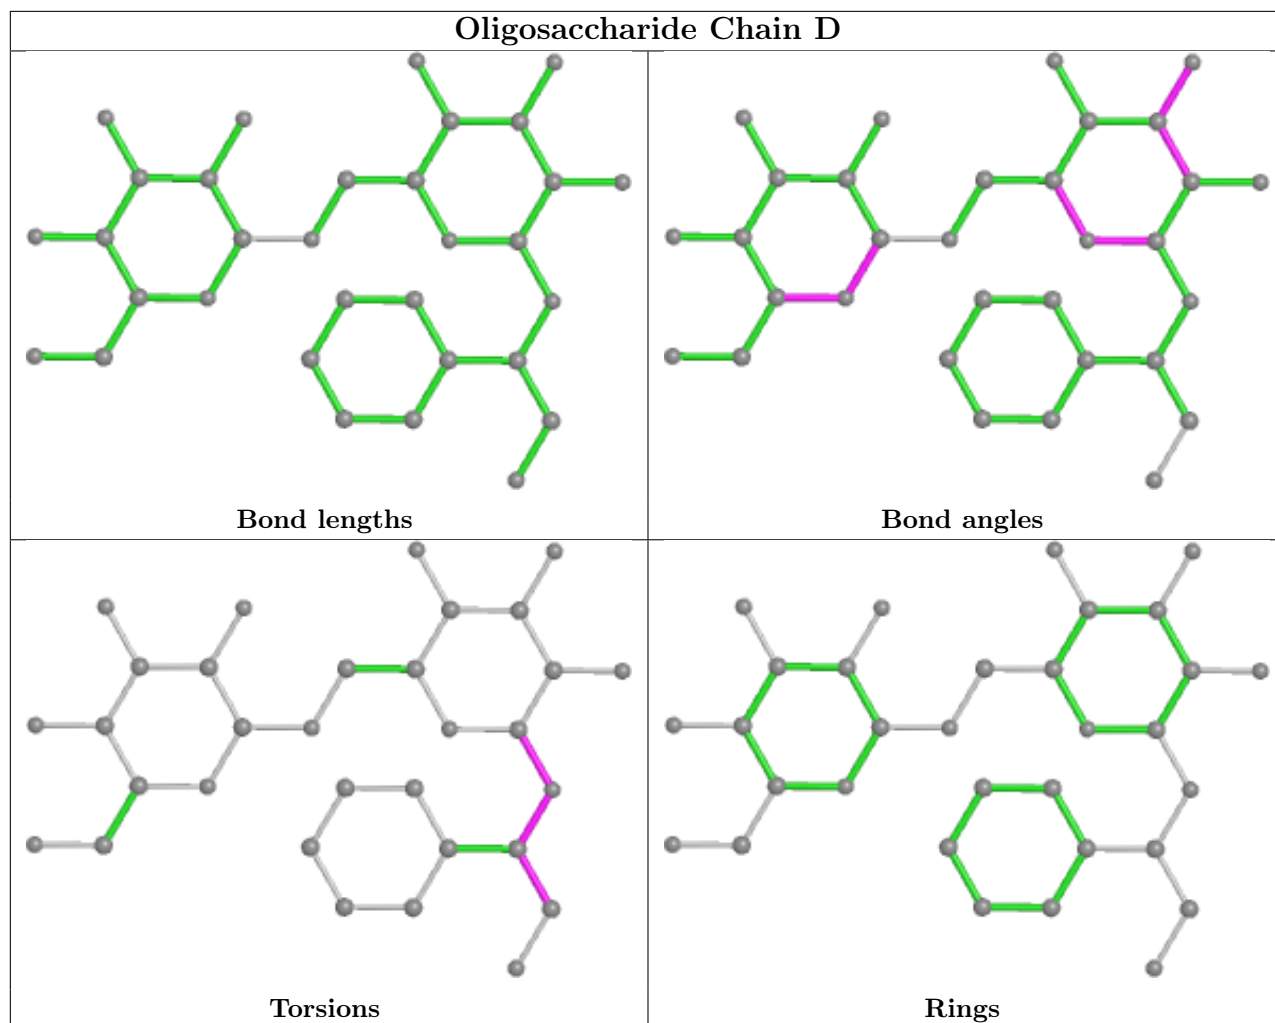 Oligosaccharide Chain D
Bond lengths
Bond angles
Torsions
Rings